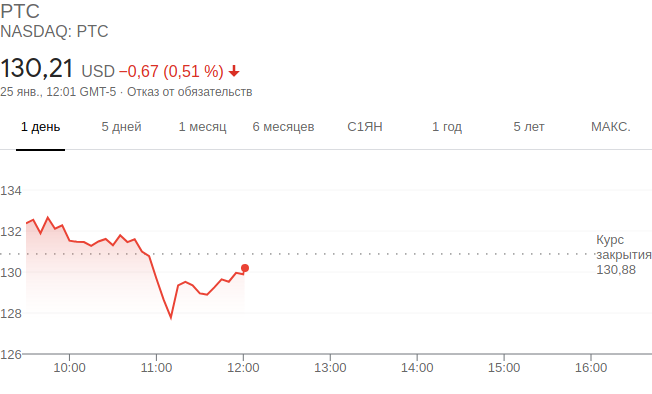 PTC
NASDAQ: PTC
130,21 USD −0,67 (0,51 %)
25 янв., 12:01 GMT-5 · Отказ от обязательств
1 день 5 дней 1 месяц 6 месяцев С1ЯН 1 год 5 лет МАКС.
134
132
Курс
закрытия
130,88
130
128
126
10:00 11:00 12:00 13:00 14:00 15:00 16:00